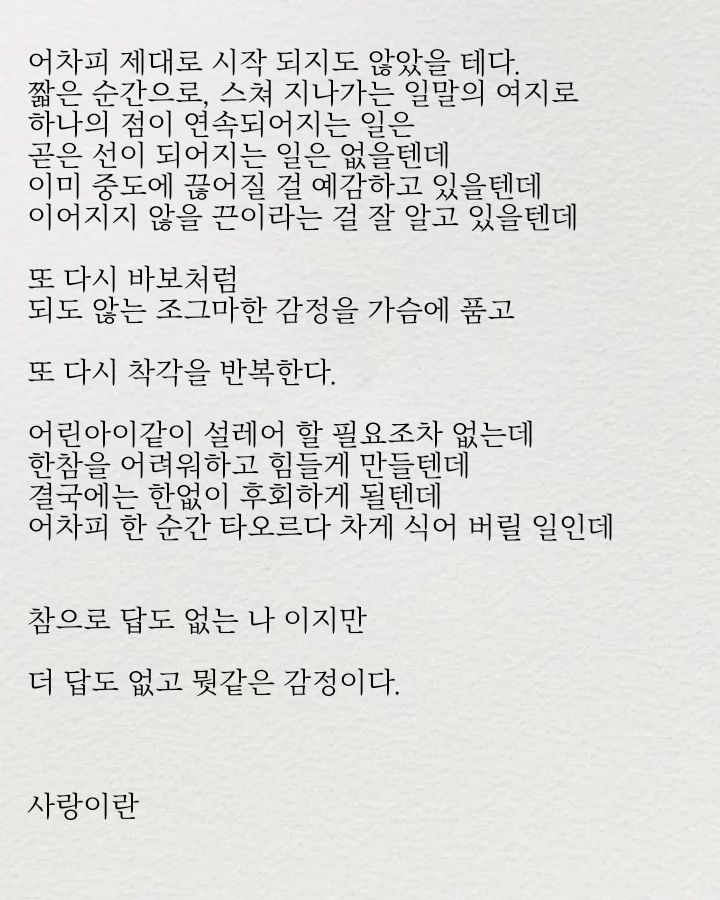 어차피 제대로 시작 되지도 않았을 테다.
짧은 순간으로, 스쳐 지나가는 일말의 여지로
하나의 점이 연속되어지는 일은
곧은 선이 되어지는 일은 없을텐데
이미 중도에 끊어질 걸 예감하고 있을텐데
이어지지 않을 끈이라는 걸 잘 알고 있을텐데
또 다시 바보처럼
되도 않는 조그마한 감정을 가슴에 품고
또 다시 착각을 반복한다.
어린아이같이 설레어 할 필요조차 없는데
한참을 어려워하고 힘들게 만들텐데
결국에는 한없이 후회하게 될텐데
어차피 한 순간 타오르다 차게 식어 버릴 일인데
참으로 답도 없는 나 이지만
더 답도 없고 뭣같은 감정이다.
사랑이란